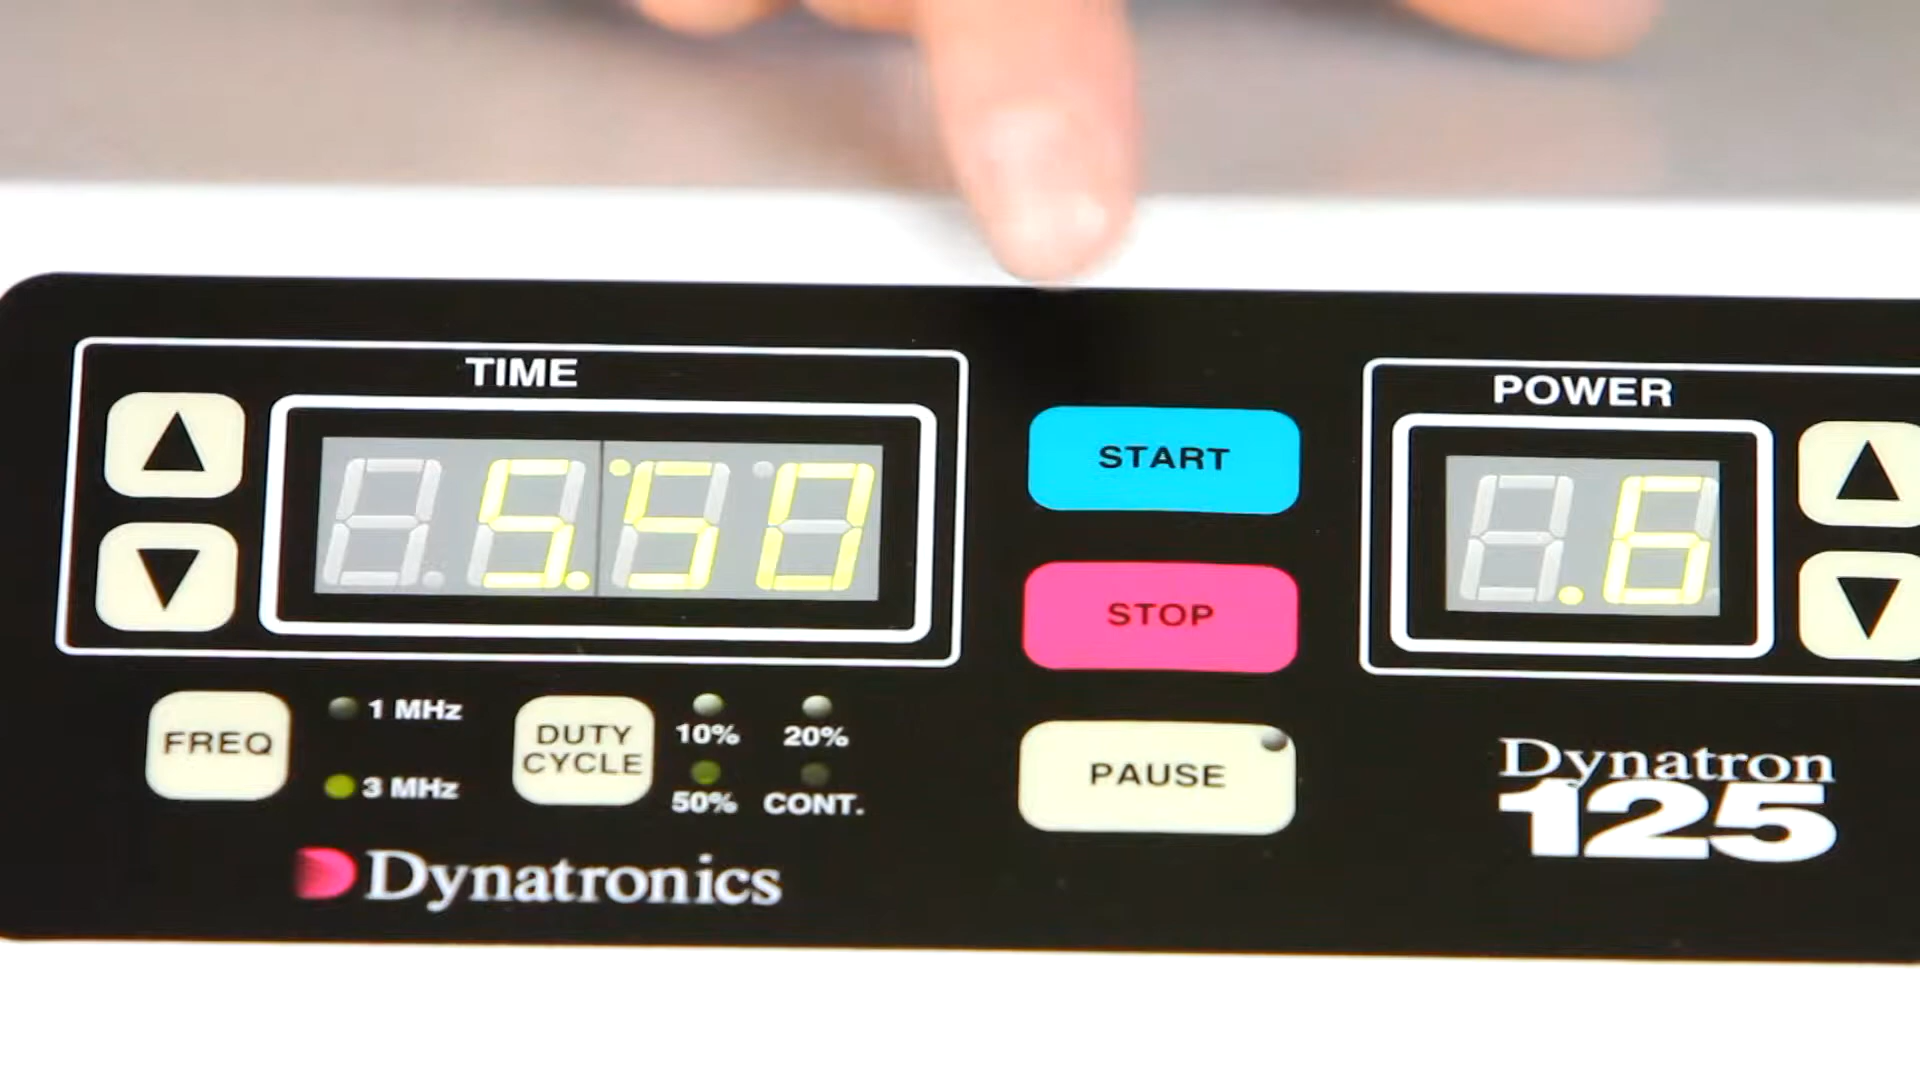 TIME
5:50
START
STOP
PAUSE
POWER
.6
FREQ
1 MHz
3 MHz
DUTY
CYCLE
10%
20%
50%
CONT.
Dynatronics
Dynatron
125